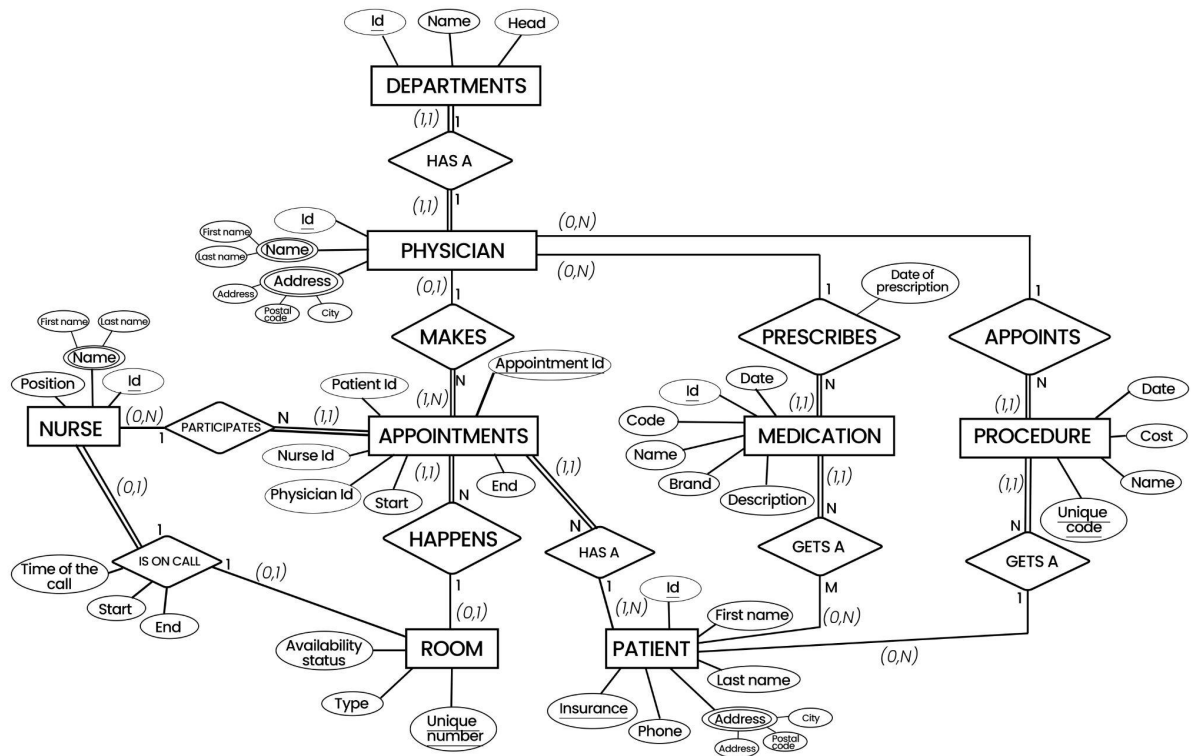 Id
Name
Head
DEPARTMENTS
(1,1)
1
HAS A
(1,1)
1
Id
First name
Last name
Name
Address
Address
Postal
code
City
PHYSICIAN
(0,N)
(0,N)
(0,1)
1
MAKES
N
(1,N)
1
Date of
prescription
PRESCRIBES
N
(1,1)
1
APPOINTS
N
(1,1)
First name
Last name
Name
Position
Id
NURSE
(0,N)
1
PARTICIPATES
N
(1,1)
Patient Id
Appointment Id
APPOINTMENTS
Nurse Id
Physician Id
Start
End
Id
Date
Code
Name
Brand
Description
MEDICATION
Date
Cost
Name
Unique
code
PROCEDURE
(0,1)
1
IS ON CALL
1
(0,1)
Time of the
call
Start
End
(1,1)
N
HAPPENS
1
(0,1)
(1,1)
N
HAS A
1
(1,N)
(1,1)
N
GETS A
M
(0,N)
(1,1)
N
GETS A
1
(0,N)
Availability
status
Type
Unique
number
ROOM
Id
First name
PATIENT
Last name
Insurance
Phone
Address
City
Postal
code
Address